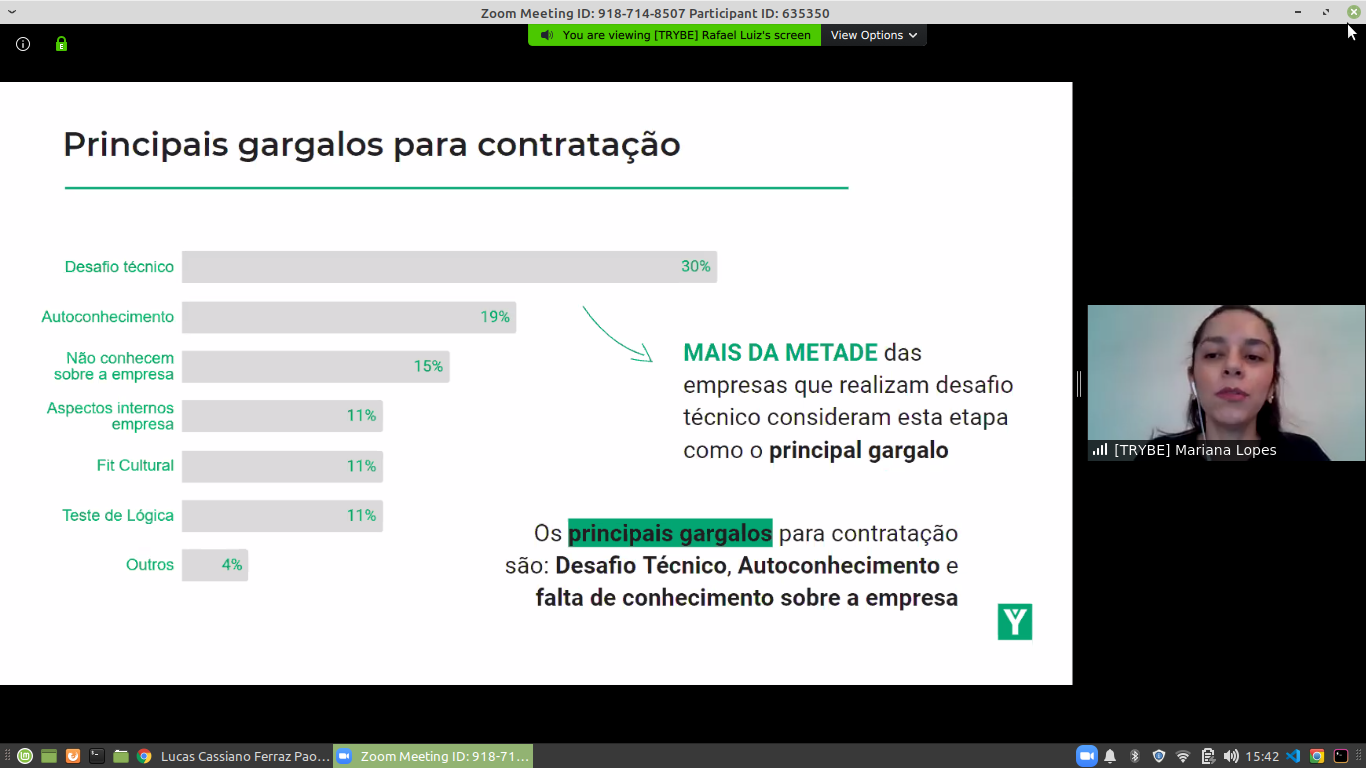 Zoom Meeting ID: 918-714-8507 Participant ID: 635350
You are viewing [TRYBE] Rafael Luiz's screen
View Options
Principais gargalos para contratação
Desafio técnico
30%
Autoconhecimento
19%
Não conhecem
sobre a empresa
15%
Aspectos internos
empresa
11%
Fit Cultural
11%
Teste de Lógica
11%
Outros
4%
MAIS DA METADE das
empresas que realizam desafio
técnico consideram esta etapa
como o principal gargalo
Os principais gargalos para contratação
são: Desafio Técnico, Autoconhecimento e
falta de conhecimento sobre a empresa
[TRYBE] Mariana Lopes
Lucas Cassiano Ferraz Pao...
Zoom Meeting ID: 918-71...
15:42